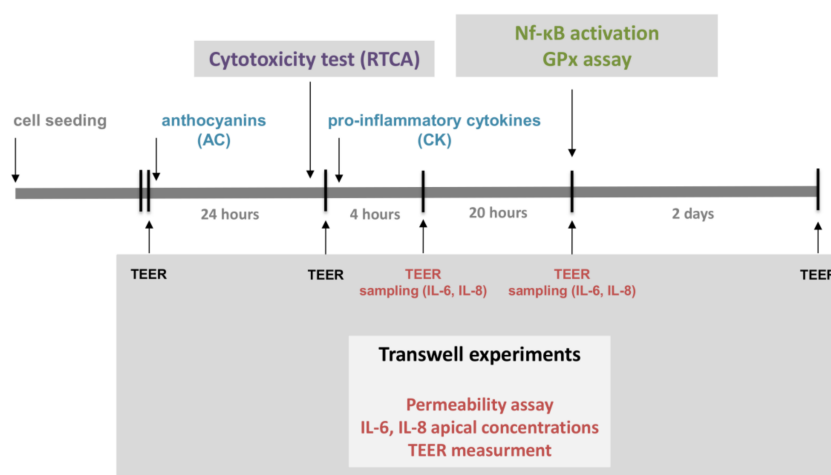 Nf-κB activation
GPx assay
Cytotoxicity test (RTCA)
cell seeding
anthocyanins
(AC)
pro-inflammatory cytokines
(CK)
24 hours
4 hours
20 hours
2 days
TEER
TEER
TEER
sampling (IL-6, IL-8)
TEER
sampling (IL-6, IL-8)
TEER
Transwell experiments
Permeability assay
IL-6, IL-8 apical concentrations
TEER measurment